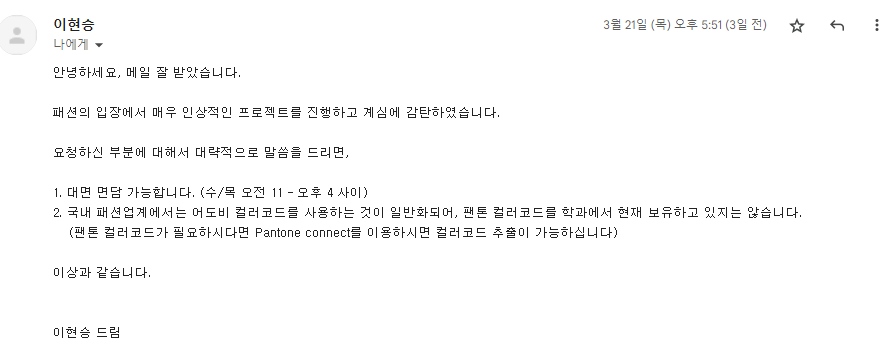 이현승
3월 21일 (목) 오후 5:51 (3일 전)
나에게
안녕하세요, 메일 잘 받았습니다.
패션의 입장에서 매우 인상적인 프로젝트를 진행하고 계심에 감탄하였습니다.
요청하신 부분에 대해서 대략적으로 말씀을 드리면,
1. 대면 면담 가능합니다. (수/목 오전 11 - 오후 4 사이)
2. 국내 패션업계에서는 어도비 컬러코드를 사용하는 것이 일반화되어, 팬톤 컬러코드를 학과에서 현재 보유하고 있지는 않습니다.
(팬톤 컬러코드가 필요하시다면 Pantone connect를 이용하시면 컬러코드 추출이 가능하십니다)
이상과 같습니다.
이현승 드림